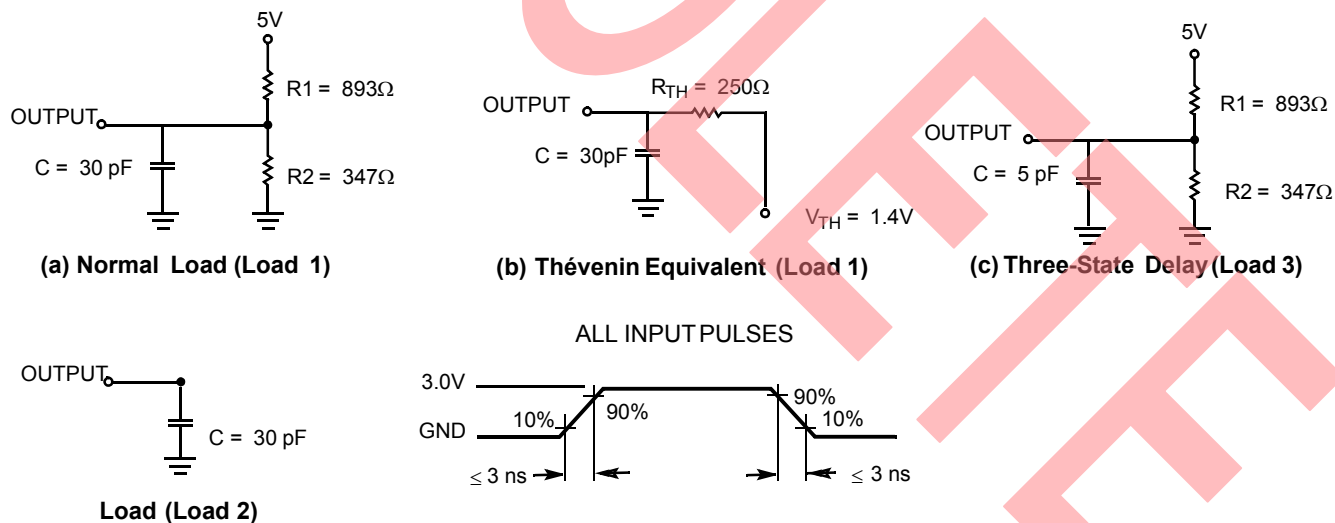 5V
R1 = 893Ω
OUTPUT
C = 30 pF
R2 = 347Ω
(a) Normal Load (Load 1)
RTH = 250Ω
OUTPUT
C = 30pF
VTH = 1.4V
(b) Thévenin Equivalent (Load 1)
5V
R1 = 893Ω
OUTPUT
C = 5 pF
R2 = 347Ω
(c) Three-State Delay (Load 3)
OUTPUT
C = 30 pF
Load (Load 2)
ALL INPUT PULSES
3.0V
GND
10%
90%
90%
10%
≤ 3 ns
≤ 3 ns